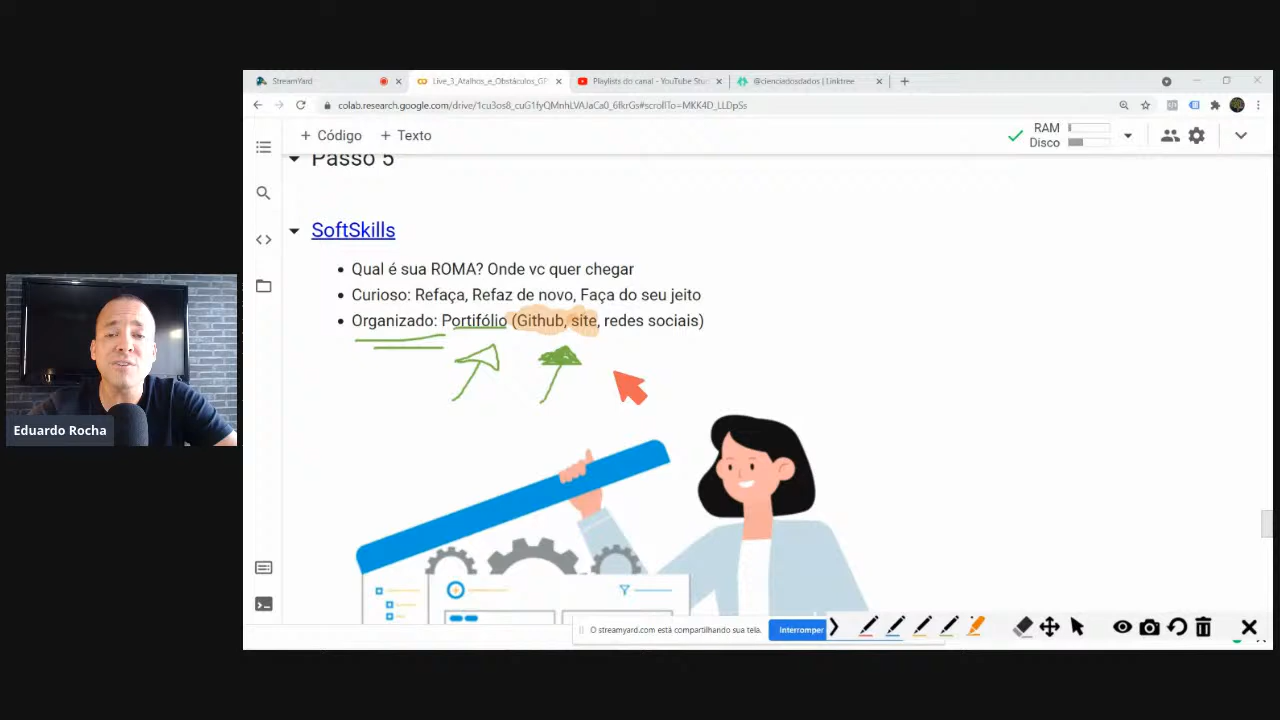 StreamYard
Live_3_Atalhos_e_Obstáculos_GF
Playlists do canal - YouTube Stu
@cienciadosdados | Linktree
colab.research.google.com/drive/1cu3os8_cuG1fyQMnhLVAJaCa0_6fkrGs#scrollTo=MKK4D_LLDpSs
+ Código + Texto
RAM
Disco
Passo 5
SoftSkills
Qual é sua ROMA? Onde vc quer chegar
Curioso: Refaça, Refaz de novo, Faça do seu jeito
Organizado: Portifólio (Github, site, redes sociais)
Eduardo Rocha
O streamyard.com está compartilhando sua tela.
Interromper